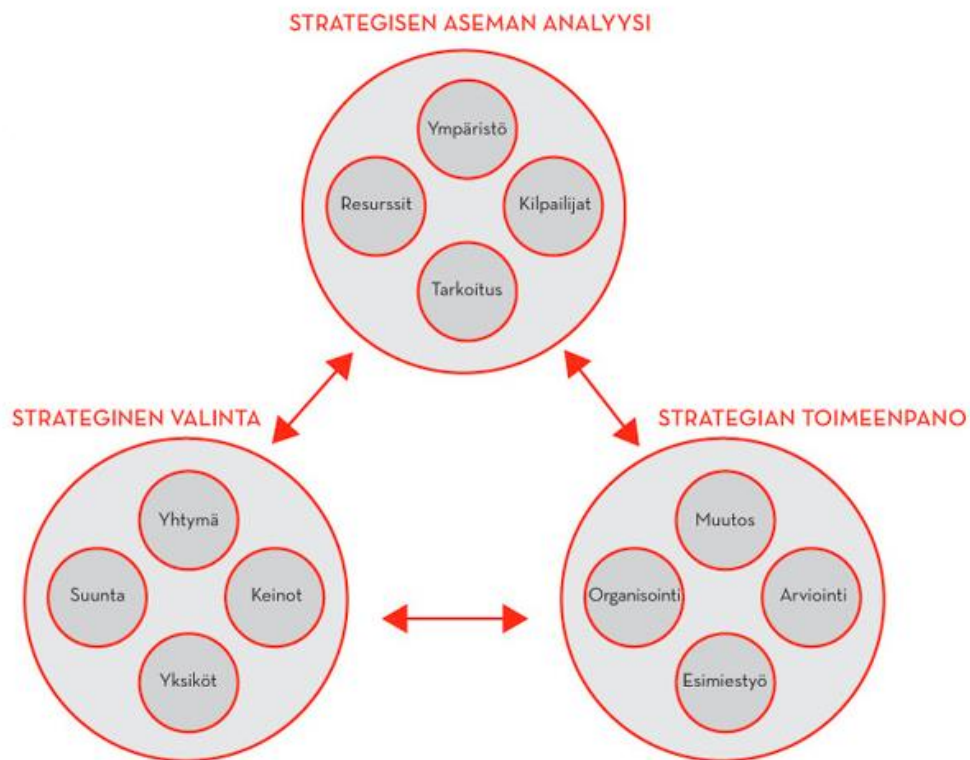 STRATEGISEN ASEMAN ANALYYSI
Ympäristö
Resurssit
Kilpailijat
Tarkoitus
STRATEGINEN VALINTA
Yhtymä
Suunta
Keinot
Yksiköt
STRATEGIAN TOIMEENPANO
Muutos
Organisointi
Arviointi
Esimiestyö